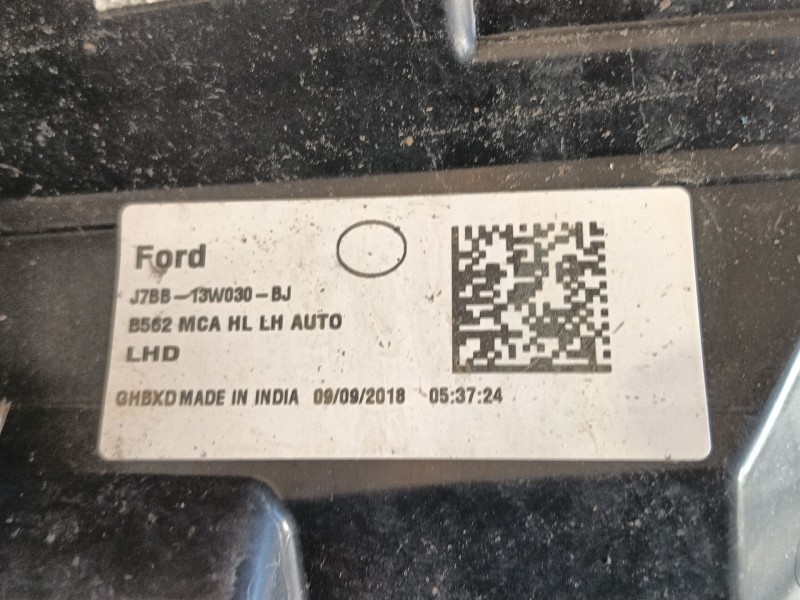 Ford
J7BB-13W030-BJ
B562 MCA HL LH AUTO
LHD
GHBXD MADE IN INDIA 09/09/2018 05:37:24